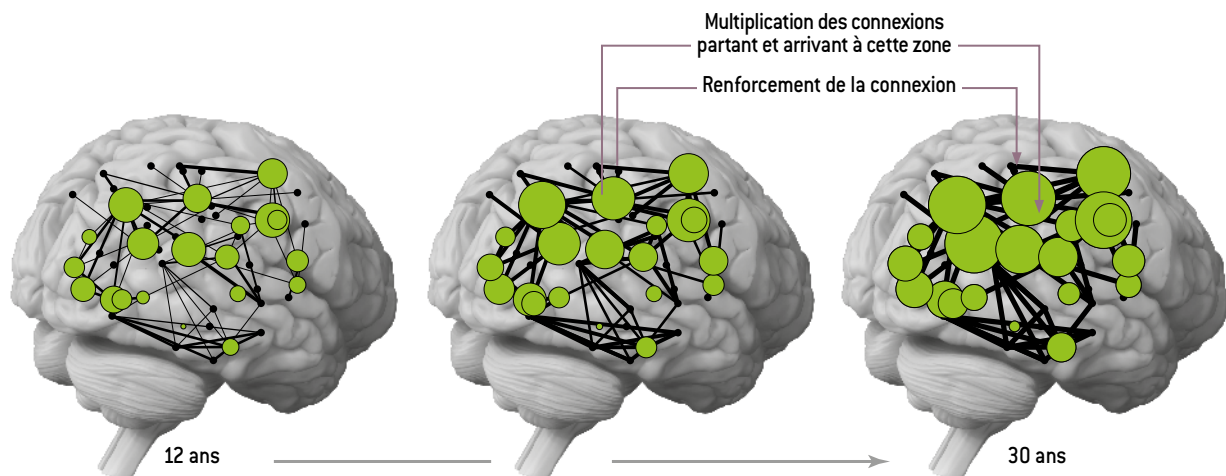 Multiplication des connexions
partant et arrivant à cette zone
Renforcement de la connexion
12 ans
30 ans